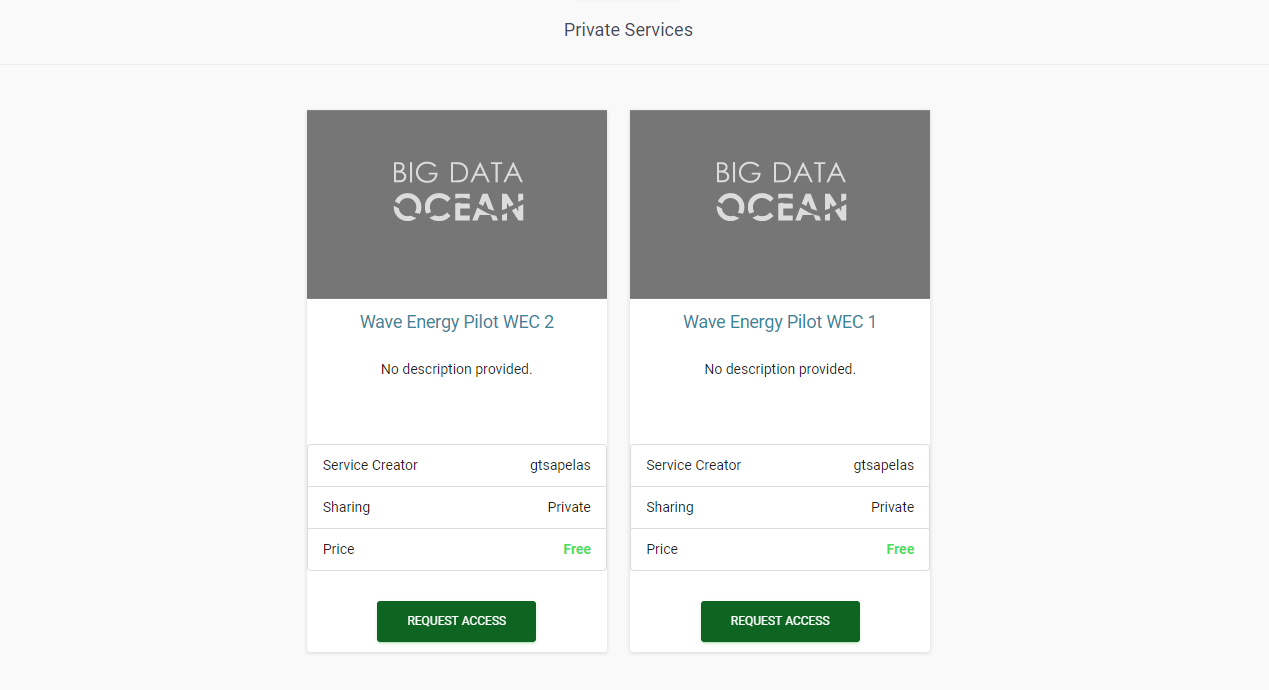 Private Services
BIG DATA
OCEAN
Wave Energy Pilot WEC 2
No description provided.
Service Creator gtsapelas
Sharing Private
Price Free
REQUEST ACCESS
BIG DATA
OCEAN
Wave Energy Pilot WEC 1
No description provided.
Service Creator gtsapelas
Sharing Private
Price Free
REQUEST ACCESS